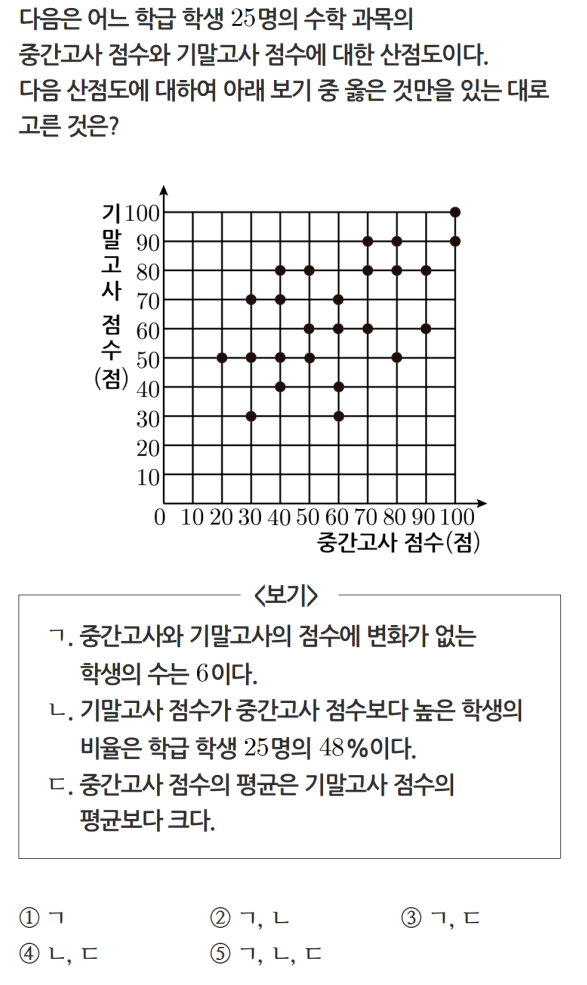 다음은 어느 학급 학생 25명의 수학 과목의
중간고사 점수와 기말고사 점수에 대한 산점도이다.
다음 산점도에 대하여 아래 보기 중 옳은 것만을 있는 대로
고른 것은?
기말고사 점수(점)
100
90
80
70
60
50
40
30
20
10
0 10 20 30 40 50 60 70 80 90 100
중간고사 점수(점)
<보기>
ㄱ. 중간고사와 기말고사의 점수에 변화가 없는
학생의 수는 6이다.
ㄴ. 기말고사 점수가 중간고사 점수보다 높은 학생의
비율은 학급 학생 25명의 48%이다.
ㄷ. 중간고사 점수의 평균은 기말고사 점수의
평균보다 크다.
① ㄱ ② ㄱ, ㄴ ③ ㄱ, ㄷ
④ ㄴ, ㄷ ⑤ ㄱ, ㄴ, ㄷ